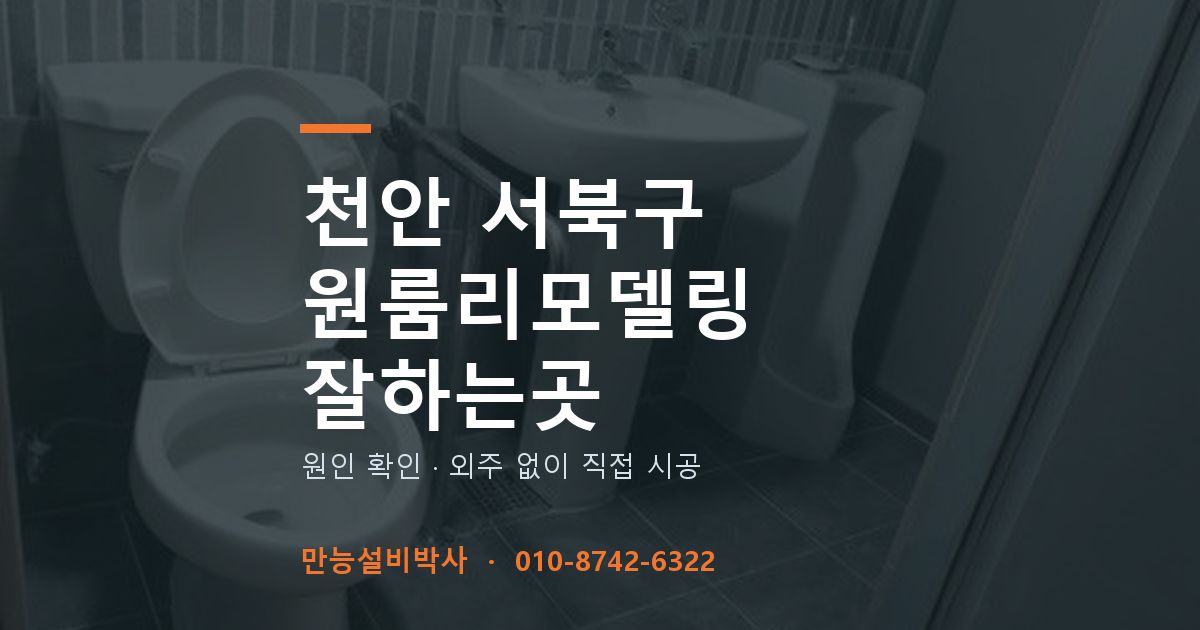 천안 서북구
원룸리모델링
잘하는곳
원인 확인 · 외주 없이 직접 시공
만능설비박사 · 010-8742-6322